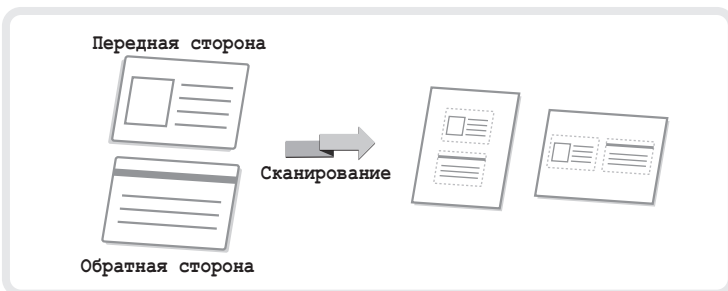 Передная сторона
Сканирование
Обратная сторона